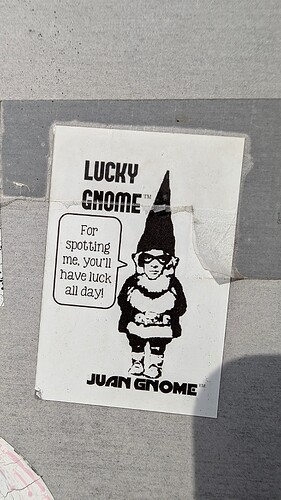 LUCKY
GNOME™
For
spotting
me, you'll
have luck
all day!
JUAN GNOME™